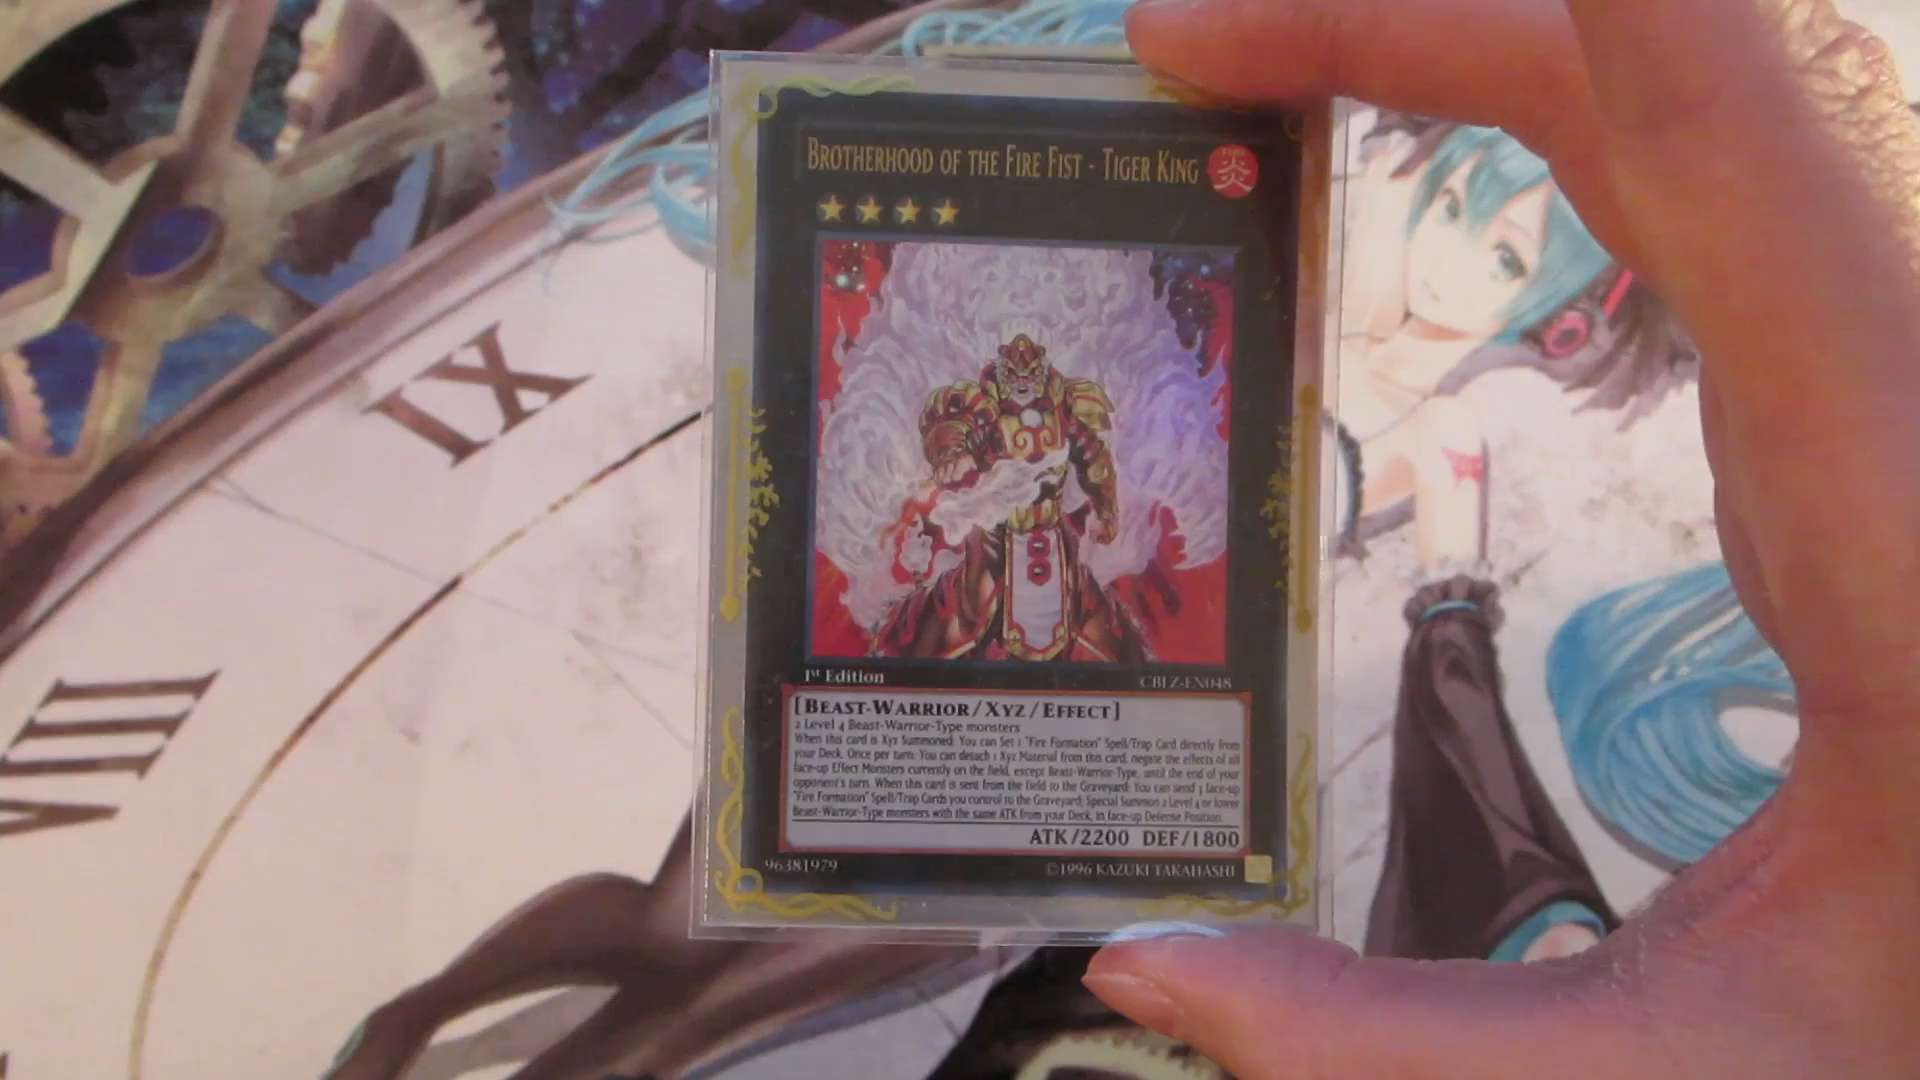 BROTHERHOOD OF THE FIRE FIST - TIGER KING
FIRE
炎
IX
VIII
1st Edition
CBLZ-EN048
[BEAST-WARRIOR/XYZ/EFFECT]
2 Level 4 Beast-Warrior-Type monsters
When this card is Xyz Summoned: You can Set 1 "Fire Formation" Spell/Trap Card directly from
your Deck. Once per turn: You can detach 1 Xyz Material from this card; negate the effects of all
face-up Effect Monsters currently on the field, except Beast-Warrior-Type, until the end of your
opponent's turn. When this card is sent from the field to the Graveyard: You can send 3 face-up
"Fire Formation" Spell/Trap Cards you control to the Graveyard; Special Summon 2 Level 4 or lower
Beast-Warrior-Type monsters with the same ATK from your Deck, in face-up Defense Position.
ATK/2200 DEF/1800
96381979
©1996 KAZUKI TAKAHASHI